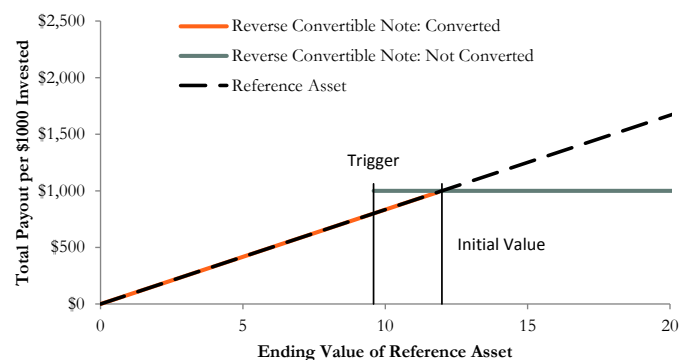 $2,500
Reverse Convertible Note: Converted
Reverse Convertible Note: Not Converted
Reference Asset
$2,000
$1,500
$1,000
$500
$0
Total Payout per $1000 Invested
Trigger
Initial Value
0
5
10
15
20
Ending Value of Reference Asset